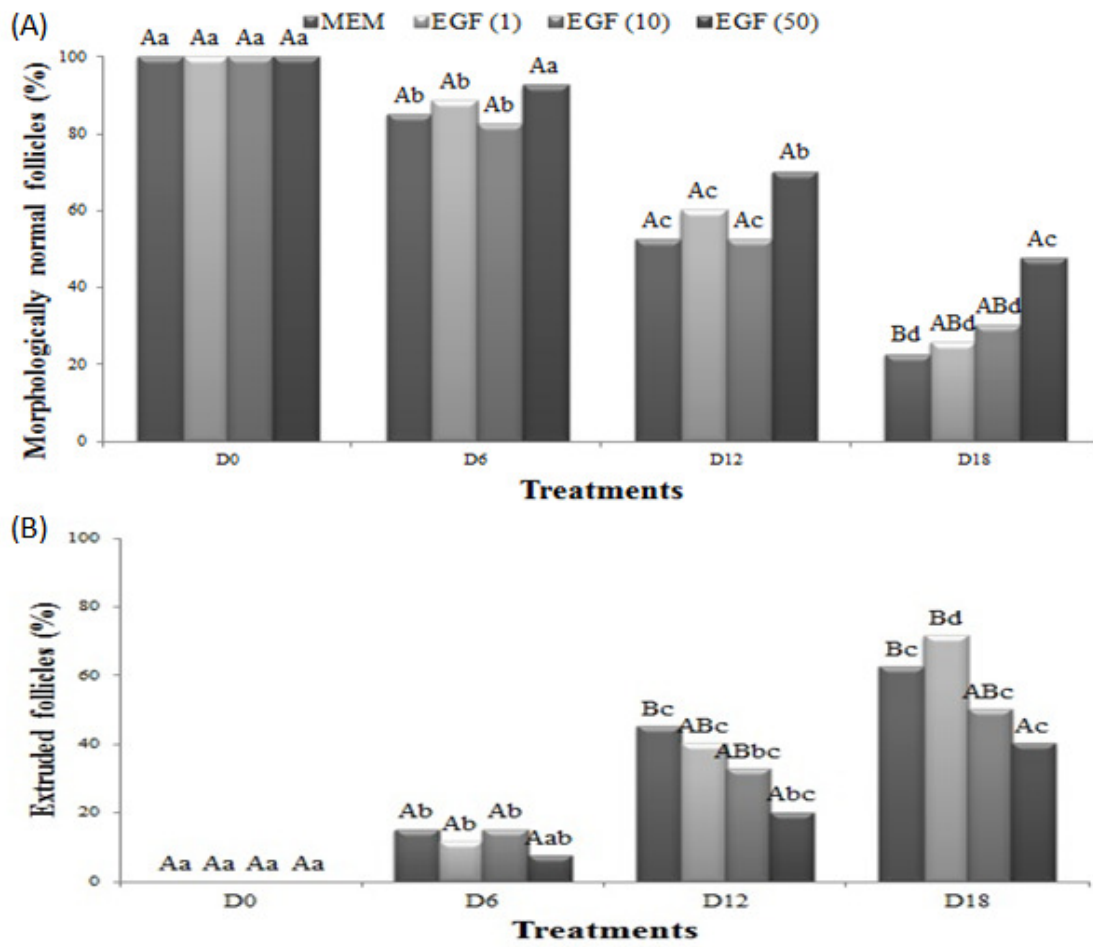 (A)
MEM EGF (1) EGF (10) EGF (50)
Morphologically normal follicles (%)
100
80
60
40
20
0
Aa Aa Aa Aa
Ab Ab Ab Aa
Ac Ac Ac Ab
Bd ABd ABd Ac
D0 D6 D12 D18
Treatments
(B)
Extruded follicles (%)
100
80
60
40
20
0
Aa Aa Aa Aa
Ab Ab Ab Aab
Bc ABc ABbc Abc
Bc Bd ABc Ac
D0 D6 D12 D18
Treatments